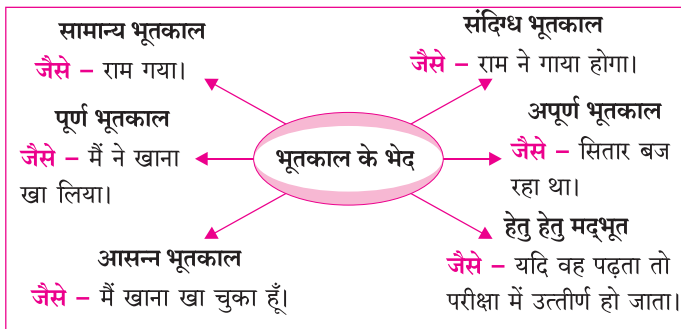 सामान्य भूतकाल
जैसे – राम गया।
पूर्ण भूतकाल
जैसे – मैं ने खाना
खा लिया।
आसन्न भूतकाल
जैसे – मैं खाना खा चुका हूँ।
भूतकाल के भेद
संदिग्ध भूतकाल
जैसे – राम ने गाया होगा।
अपूर्ण भूतकाल
जैसे – सितार बज
रहा था।
हेतु हेतु मद्‌भूत
जैसे – यदि वह पढ़ता तो
परीक्षा में उत्तीर्ण हो जाता।